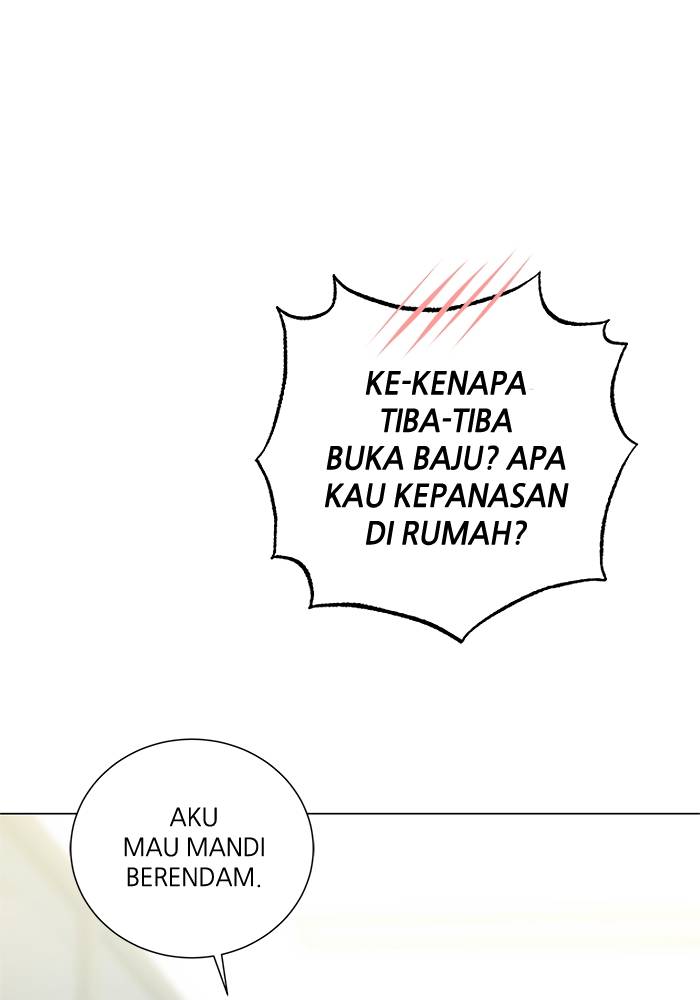 KE-KENAPA
TIBA-TIBA
BUKA BAJU? APA
KAU KEPANASAN
DI RUMAH?
AKU
MAU MANDI
BERENDAM.